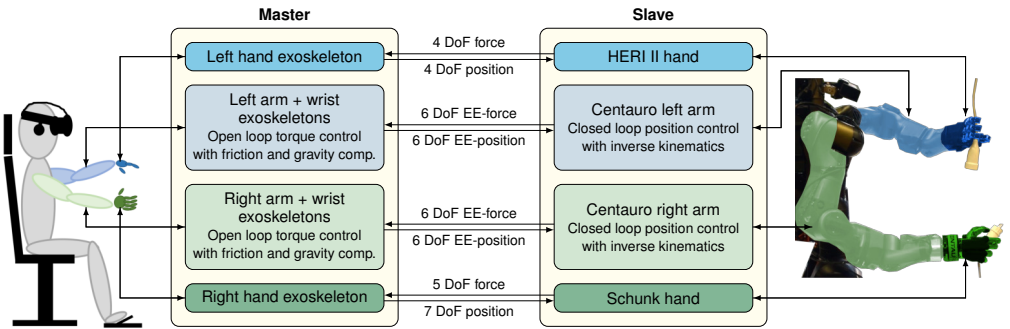 Master
Slave
Left hand exoskeleton
4 DoF force
4 DoF position
HERI II hand
Left arm + wrist
exoskeletons
Open loop torque control
with friction and gravity comp.
6 DoF EE-force
6 DoF EE-position
Centauro left arm
Closed loop position control
with inverse kinematics
Right arm + wrist
exoskeletons
Open loop torque control
with friction and gravity comp.
6 DoF EE-force
6 DoF EE-position
Centauro right arm
Closed loop position control
with inverse kinematics
Right hand exoskeleton
5 DoF force
7 DoF position
Schunk hand